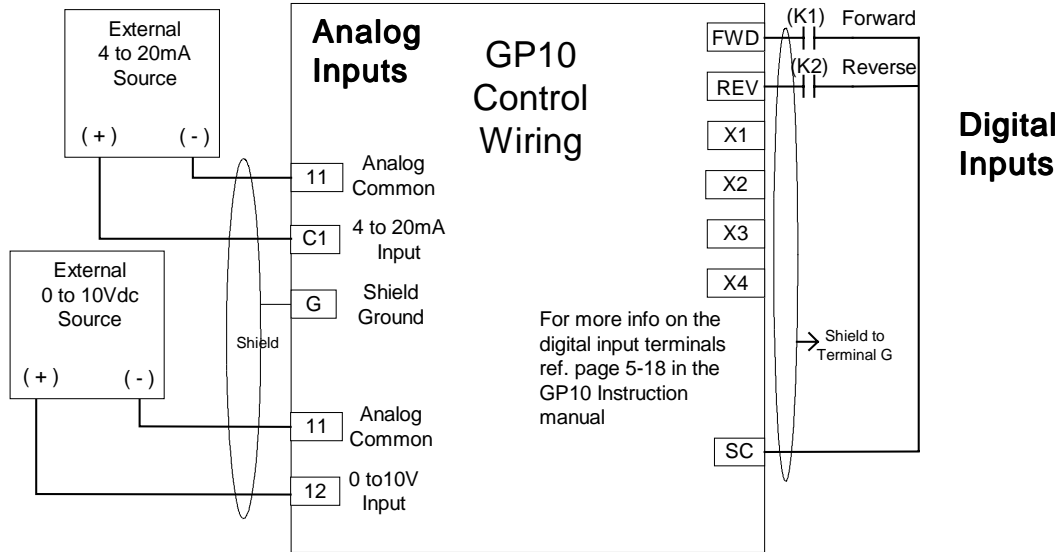 External
4 to 20mA
Source
(+) (-)
Analog
Inputs
GP10
Control
Wiring
11
Analog
Common
C1
4 to 20mA
Input
External
0 to 10Vdc
Source
(+) (-)
G
Shield
Ground
Shield
11
Analog
Common
12
0 to10V
Input
FWD
(K1) Forward
REV
(K2) Reverse
X1
X2
X3
X4
Digital
Inputs
For more info on the
digital input terminals
ref. page 5-18 in the
GP10 Instruction
manual
Shield to
Terminal G
SC